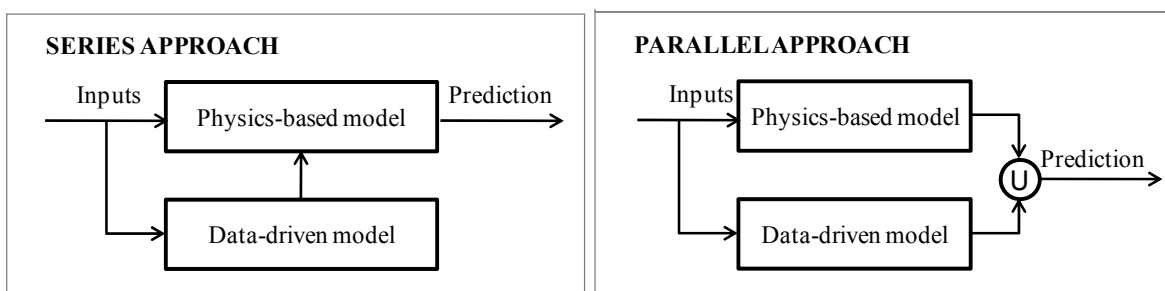 SERIES APPROACH
Inputs
Prediction
Physics-based model
Data-driven model
PARALLEL APPROACH
Inputs
Physics-based model
Prediction
U
Data-driven model